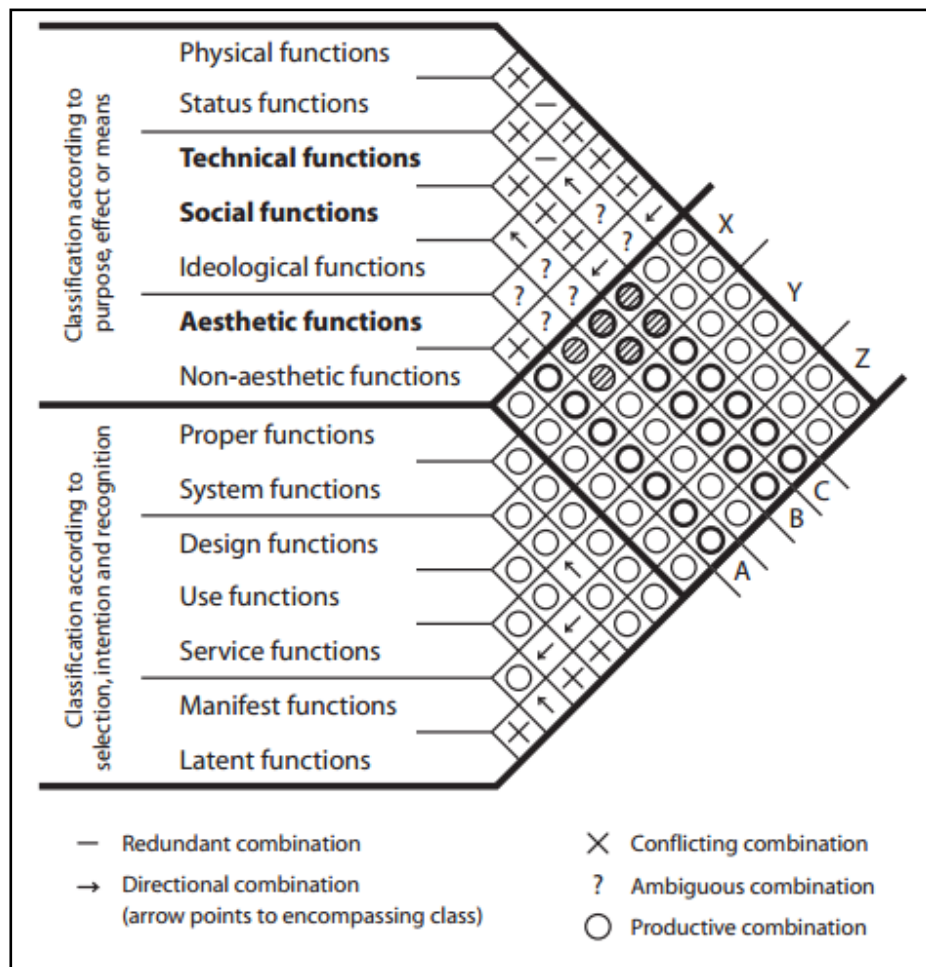 Classification according to
purpose, effect or means
Physical functions
Status functions
Technical functions
Social functions
Ideological functions
Aesthetic functions
Non-aesthetic functions
Classification according to
selection, intention and recognition
Proper functions
System functions
Design functions
Use functions
Service functions
Manifest functions
Latent functions
X
Y
Z
C
B
A
? ? ? ? ? ? ?
— Redundant combination
→ Directional combination
(arrow points to encompassing class)
× Conflicting combination
? Ambiguous combination
○ Productive combination